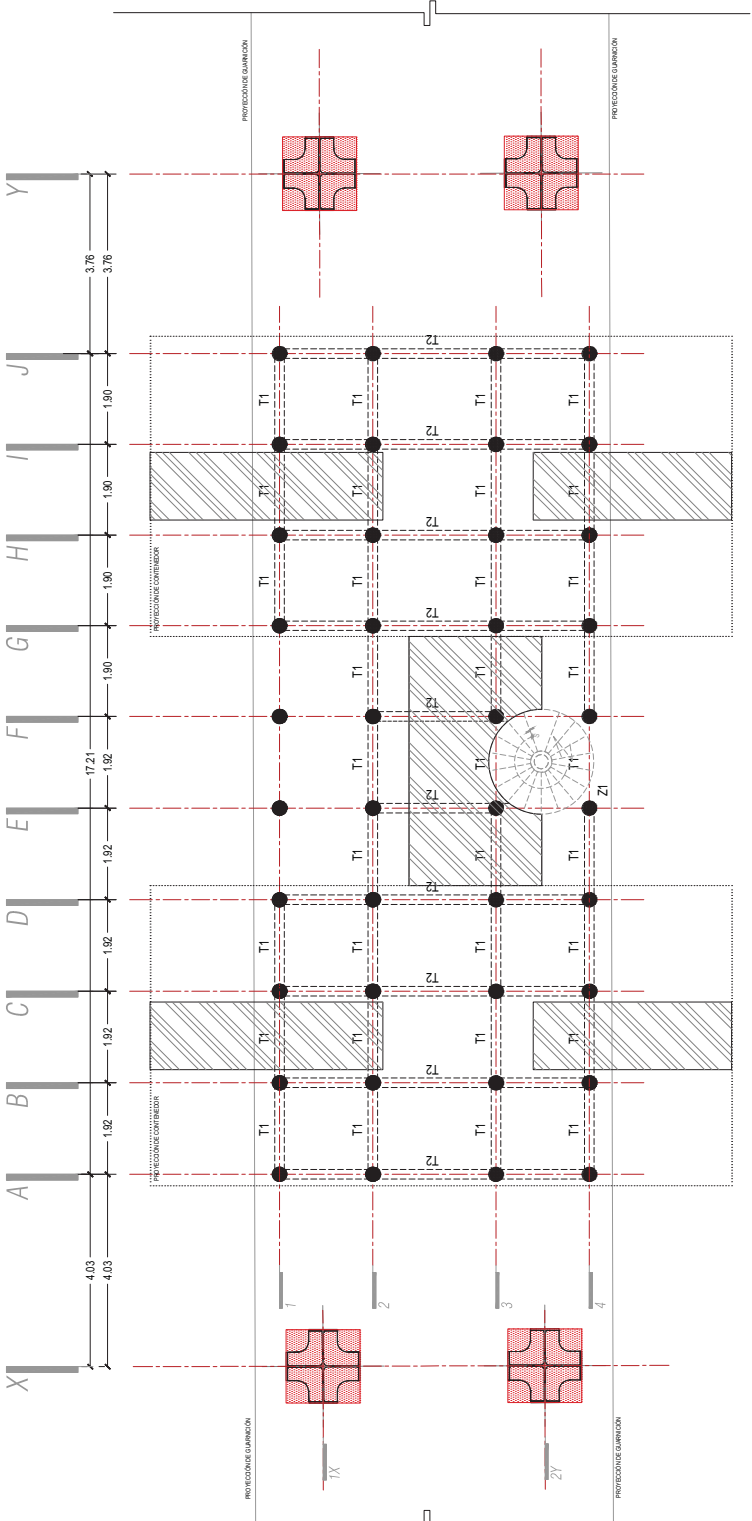 PROYECCIÓN DE GUARNICIÓN
PROYECCIÓN DE GUARNICIÓN
Y
3.76
3.76
J
T2
1.90
T1
T1
T1
T1
I
T2
1.90
T1
T1
T1
T1
H
T2
PROYECCIÓN DE CONTENEDOR
1.90
T1
T1
T1
T1
G
T2
1.90
T1
T1
T1
F
T2
17.21
1.92
T1
T1
T1
Z1
E
T2
1.92
T1
T1
T1
D
T2
1.92
T1
T1
T1
T1
C
T2
1.92
T1
T1
T1
T1
B
T2
PROYECCIÓN DE CONTENEDOR
1.92
T1
T1
T1
T1
A
T2
4.03
4.03
1
2
3
4
X
PROYECCIÓN DE GUARNICIÓN
PROYECCIÓN DE GUARNICIÓN
1X
2Y